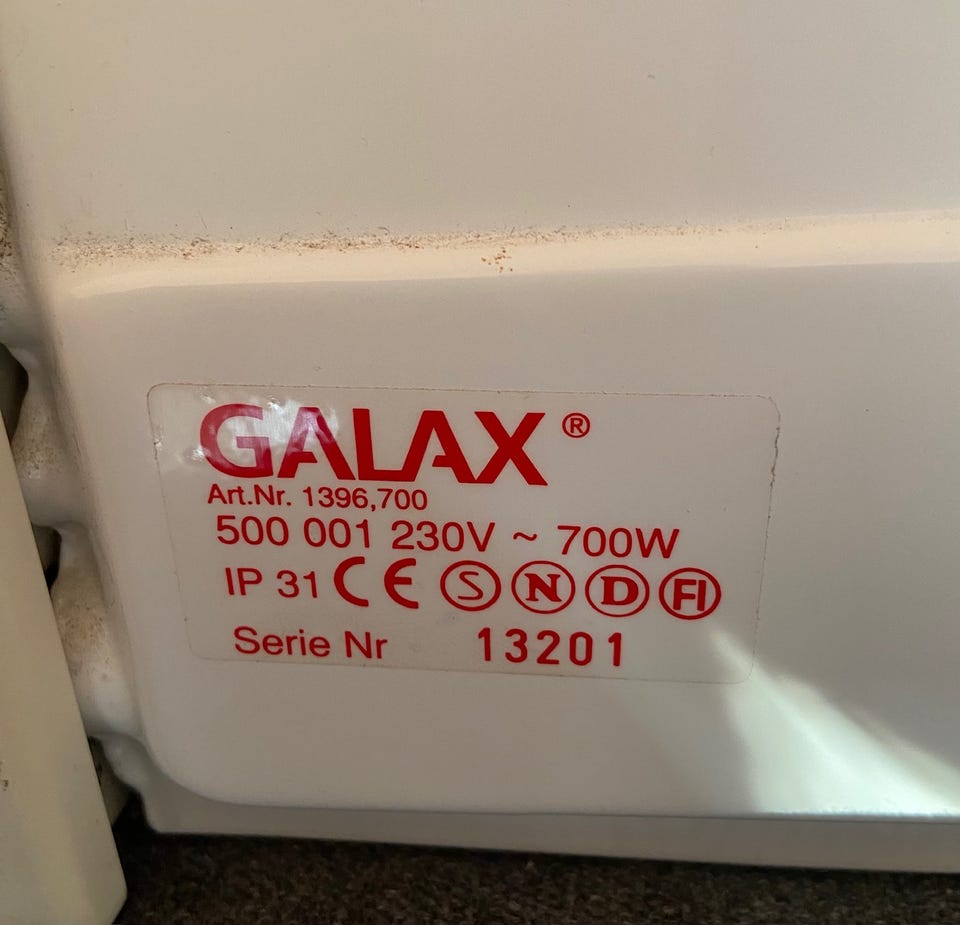 GALAX ®
Art.Nr. 1396,700
500 001 230V ~ 700W
IP 31 CE S N D FI
Serie Nr 13201